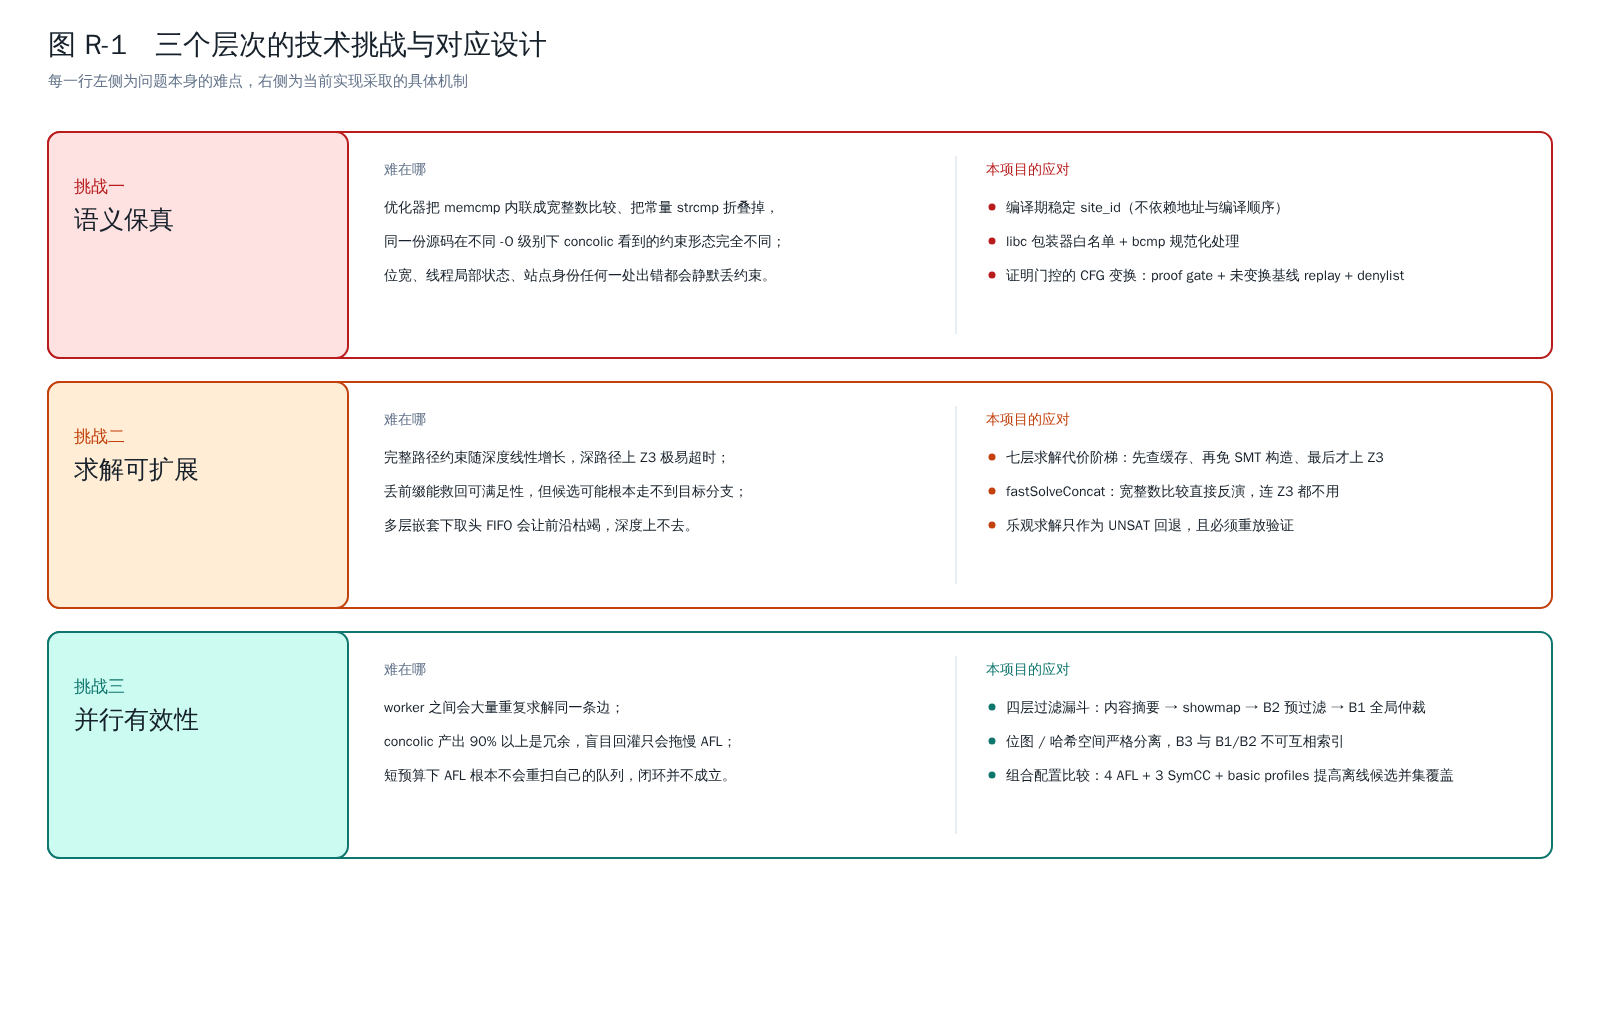 图 R-1 三个层次的技术挑战与对应设计
每一行左侧为问题本身的难点，右侧为当前实现采取的具体机制
挑战一
语义保真
难在哪
优化器把 memcmp 内联成宽整数比较、把常量 strcmp 折叠掉，
同一份源码在不同 -O 级别下 concolic 看到的约束形态完全不同；
位宽、线程局部状态、站点身份任何一处出错都会静默丢约束。
本项目的应对
编译期稳定 site_id（不依赖地址与编译顺序）
libc 包装器白名单 + bcmp 规范化处理
证明门控的 CFG 变换：proof gate + 未变换基线 replay + denylist
挑战二
求解可扩展
难在哪
完整路径约束随深度线性增长，深路径上 Z3 极易超时；
丢前缀能救回可满足性，但候选可能根本走不到目标分支；
多层嵌套下取头 FIFO 会让前沿枯竭，深度上不去。
本项目的应对
七层求解代价阶梯：先查缓存、再免 SMT 构造、最后才上 Z3
fastSolveConcat：宽整数比较直接反演，连 Z3 都不用
乐观求解只作为 UNSAT 回退，且必须重放验证
挑战三
并行有效性
难在哪
worker 之间会大量重复求解同一条边；
concolic 产出 90% 以上是冗余，盲目回灌只会拖慢 AFL；
短预算下 AFL 根本不会重扫自己的队列，闭环并不成立。
本项目的应对
四层过滤漏斗：内容摘要 → showmap → B2 预过滤 → B1 全局仲裁
位图 / 哈希空间严格分离，B3 与 B1/B2 不可互相索引
组合配置比较：4 AFL + 3 SymCC + basic profiles 提高离线候选并集覆盖